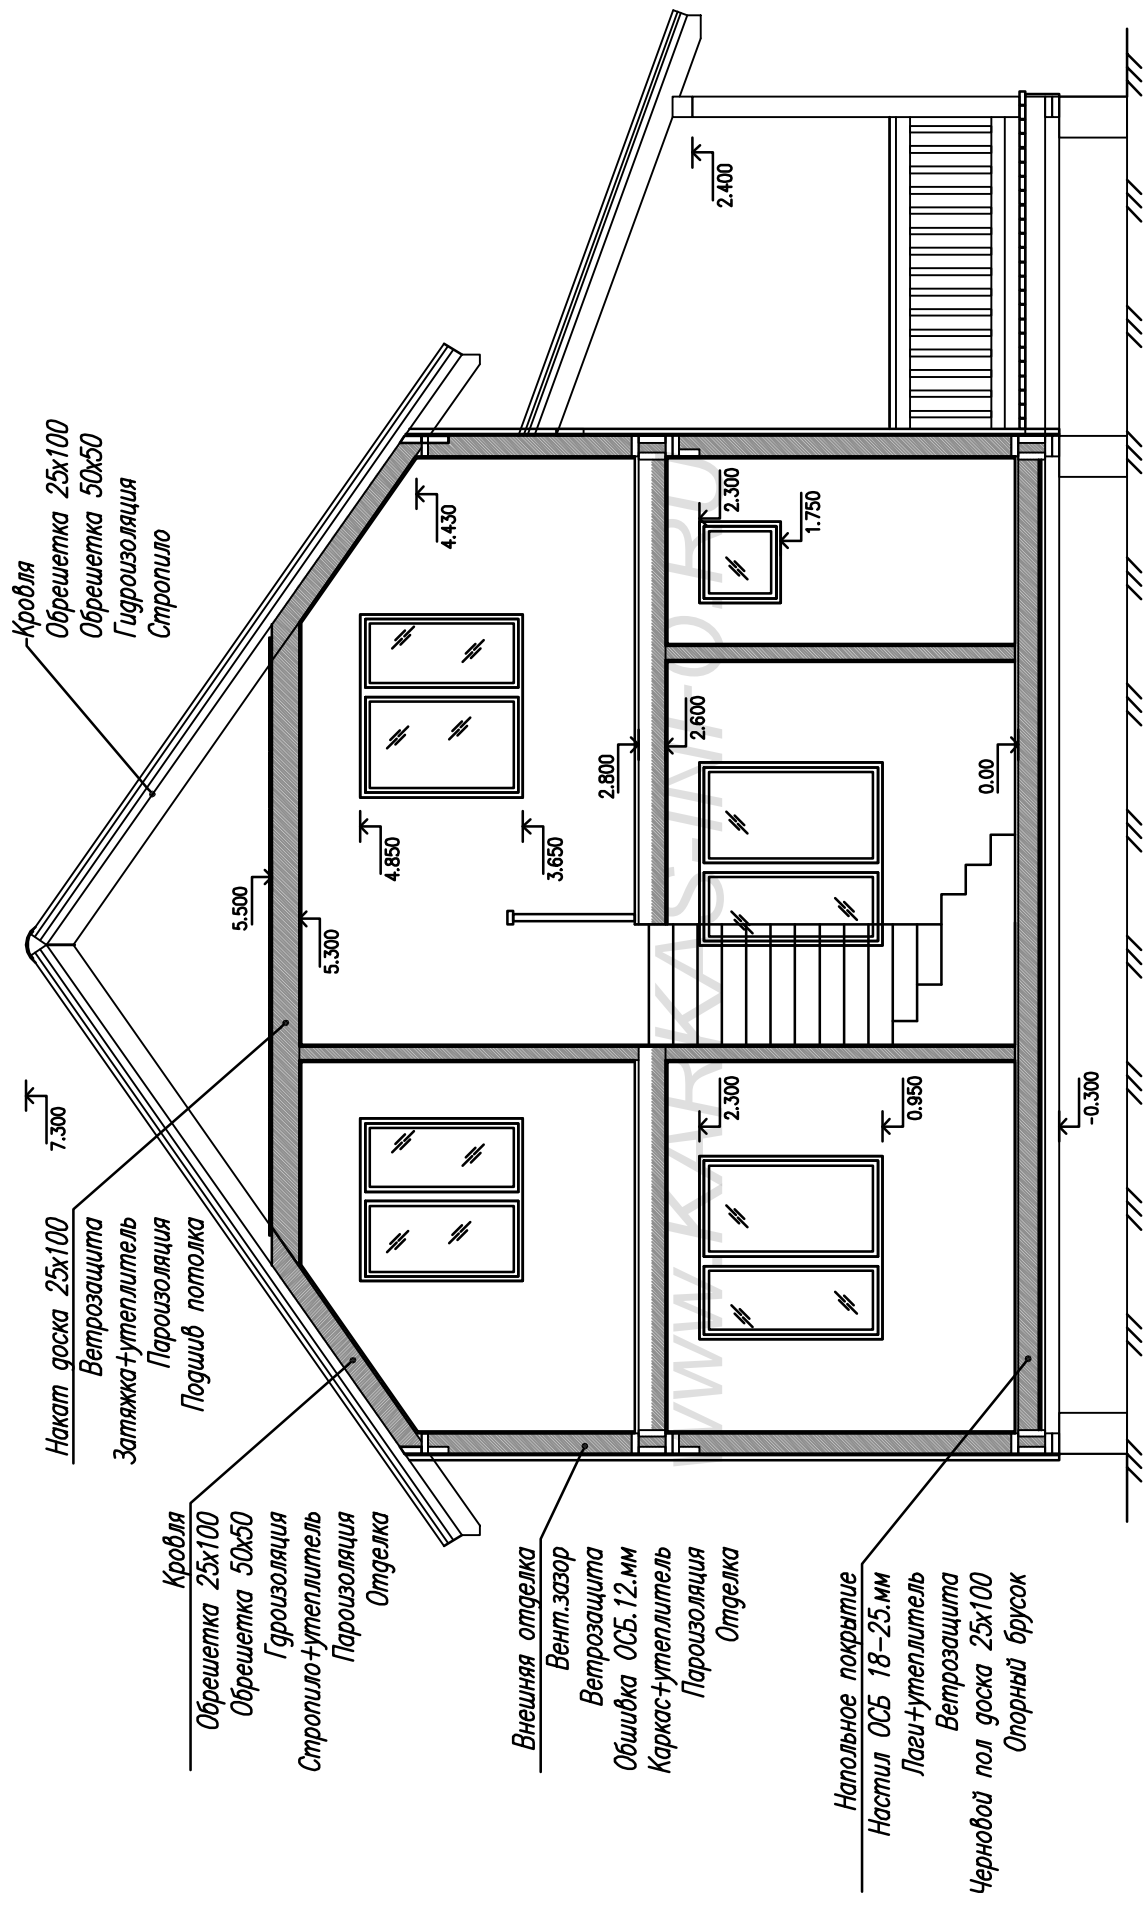 Кровля
Обрешетка 25х100
Обрешетка 50х50
Гидроизоляция
Стропило
7.300
Накат доска 25х100
Ветрозащита
Затяжка+утеплитель
Пароизоляция
Подшив потолка
Кровля
Обрешетка 25х100
Обрешетка 50х50
Гдроизоляция
Стропило+утеплитель
Пароизоляция
Отделка
5.500
5.300
4.850
3.650
4.430
2.400
Внешняя отделка
Вент.зазор
Ветрозащита
Обшивка ОСБ.12.мм
Каркас+утеплитель
Пароизоляция
Отделка
2.800
2.600
2.300
1.750
2.300
0.950
0.00
-0.300
Напольное покрытие
Настил ОСБ 18-25.мм
Лаги+утеплитель
Ветрозащита
Черновой пол доска 25х100
Опорный брусок
www.KARKAS-INFO.RU